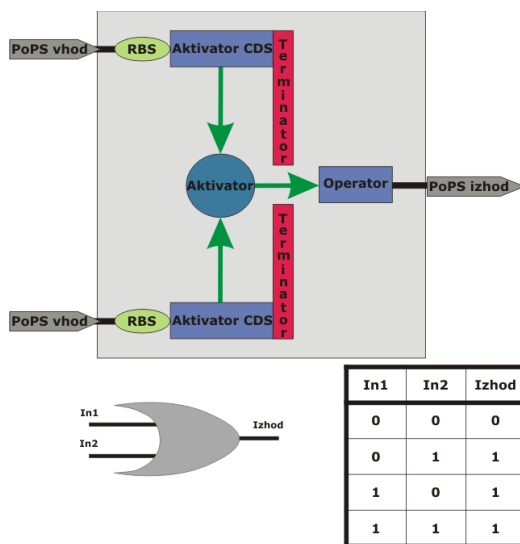 PoPS vhod
RBS
Aktivator CDS
Terminator
Aktivator
Operator
PoPS izhod
Terminator
PoPS vhod
RBS
Aktivator CDS
In1
In2
Izhod
In1 In2 Izhod
0 0 0
0 1 1
1 0 1
1 1 1